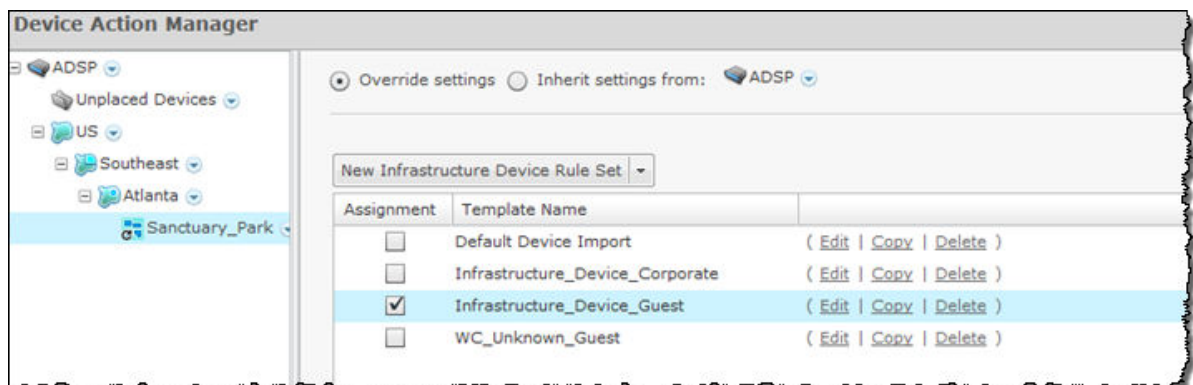 Device Action Manager
ADSP
Unplaced Devices
US
Southeast
Atlanta
Sanctuary_Park
Override settings Inherit settings from: ADSP
New Infrastructure Device Rule Set
Assignment Template Name
Default Device Import ( Edit | Copy | Delete )
Infrastructure_Device_Corporate ( Edit | Copy | Delete )
Infrastructure_Device_Guest ( Edit | Copy | Delete )
WC_Unknown_Guest ( Edit | Copy | Delete )